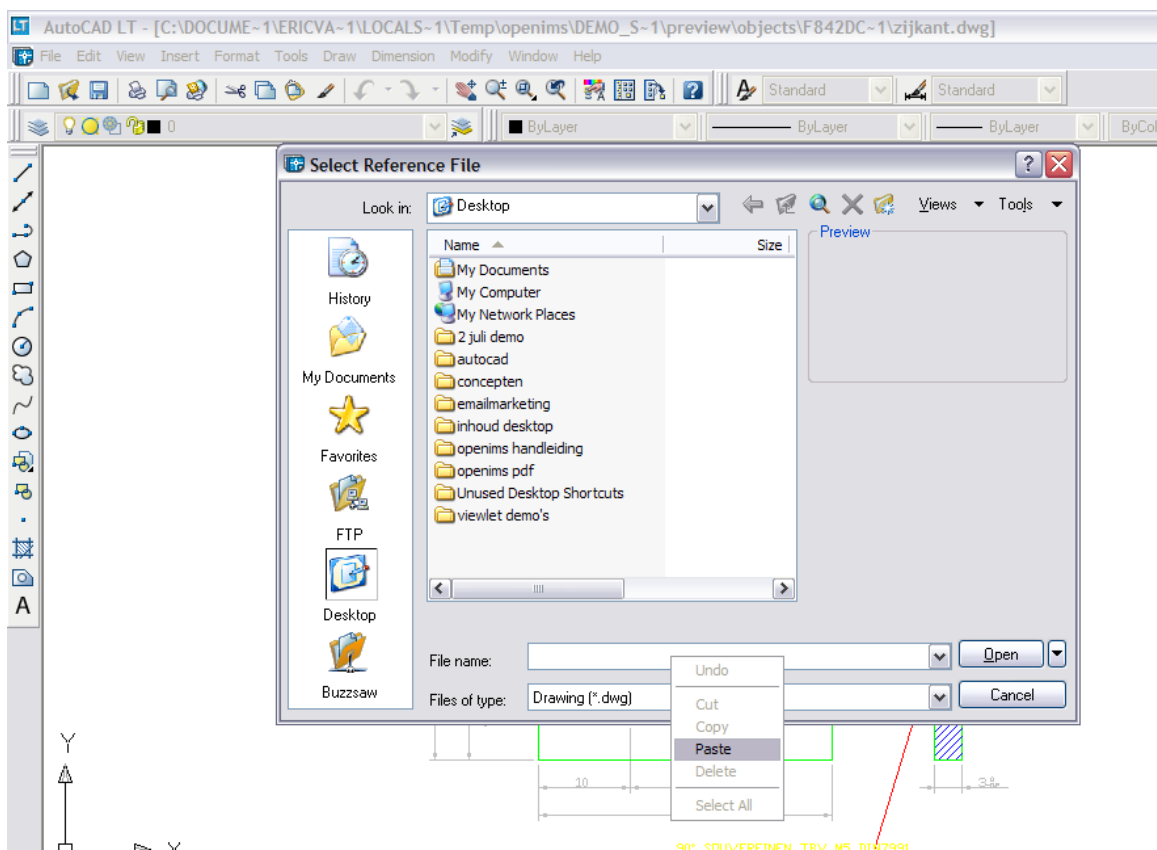 AutoCAD LT - [C:\DOCUME~1\ERICVA~1\LOCALS~1\Temp\openims\DEMO_S~1\preview\objects\F842DC~1\zijkant.dwg]
File Edit View Insert Format Tools Draw Dimension Modify Window Help
Standard Standard
0 ByLayer ByLayer ByLayer ByCol
Select Reference File
Look in: Desktop Views Tools
Name Size Preview
My Documents
My Computer
My Network Places
2 juli demo
autocad
concepten
emailmarketing
inhoud desktop
openims handleiding
openims pdf
Unused Desktop Shortcuts
viewlet demo's
History
My Documents
Favorites
FTP
Desktop
Buzzsaw
File name: Open
Files of type: Drawing (*.dwg) Cancel
Undo
Cut
Copy
Paste
Delete
Select All
A
Y
X
10